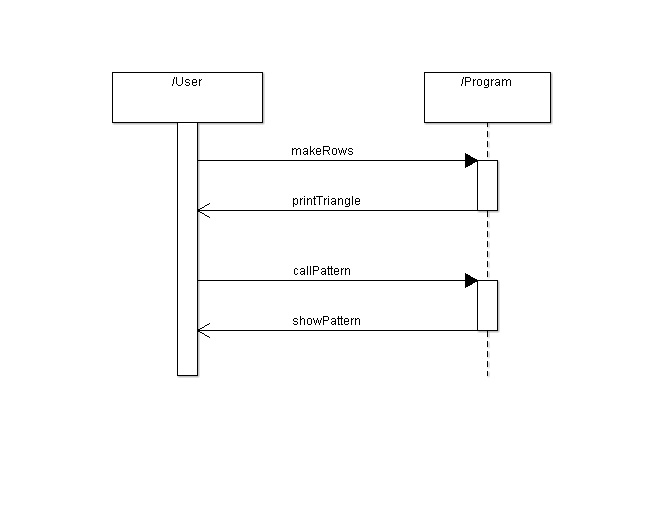 /User
/Program
makeRows
printTriangle
callPattern
showPattern